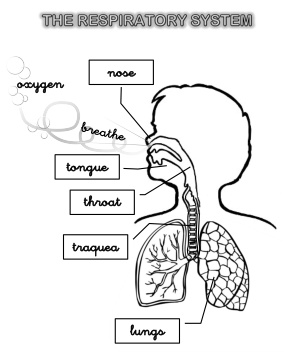 THE RESPIRATORY SYSTEM
nose
oxygen
breathe
tongue
throat
traquea
lungs